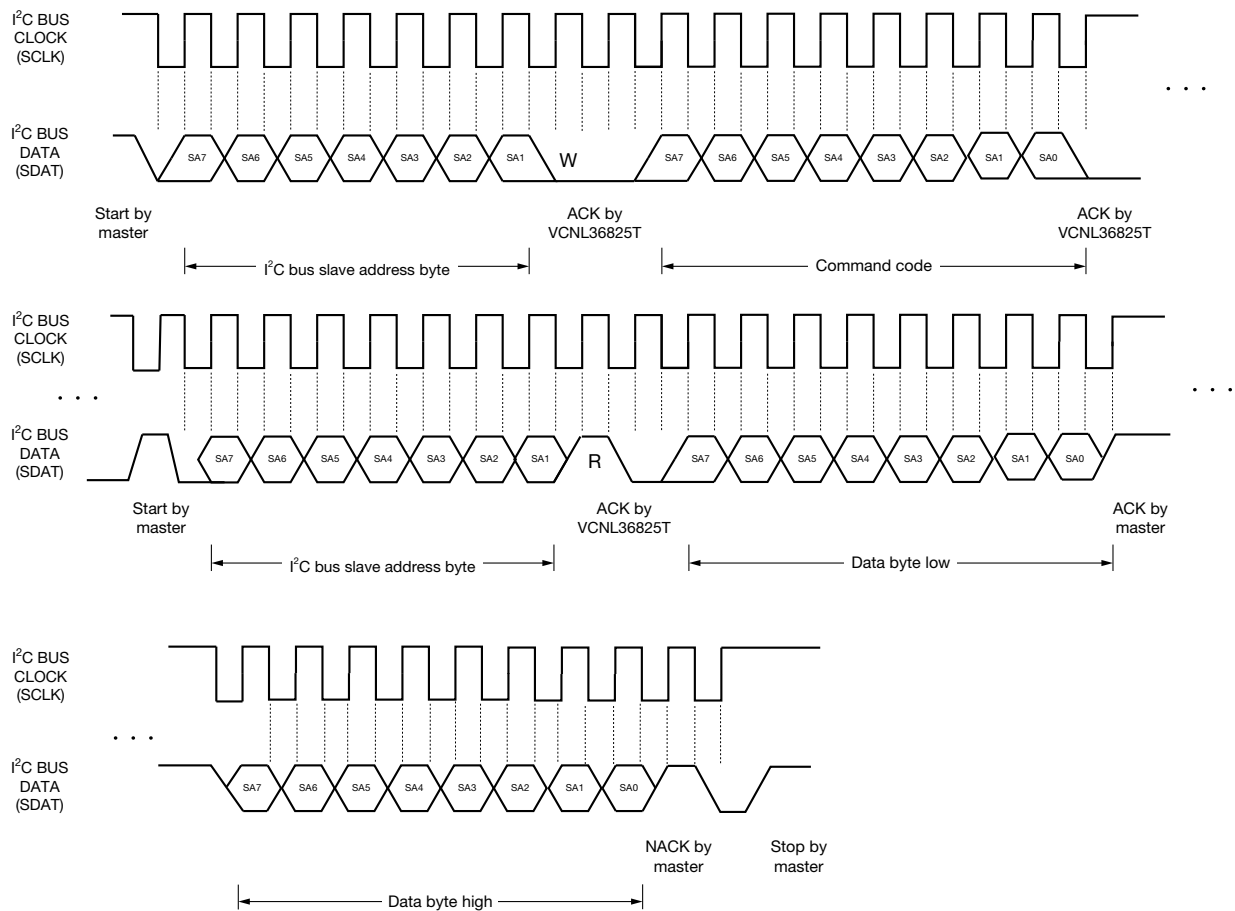 I²C BUS
CLOCK
(SCLK)
. . .
I²C BUS
DATA
(SDAT)
SA7 SA6 SA5 SA4 SA3 SA2 SA1 W SA7 SA6 SA5 SA4 SA3 SA2 SA1 SA0
Start by
master
ACK by
VCNL36825T
ACK by
VCNL36825T
I²C bus slave address byte
Command code
I²C BUS
CLOCK
(SCLK)
. . .
. . .
I²C BUS
DATA
(SDAT)
SA7 SA6 SA5 SA4 SA3 SA2 SA1 R SA7 SA6 SA5 SA4 SA3 SA2 SA1 SA0
Start by
master
ACK by
VCNL36825T
ACK by
master
I²C bus slave address byte
Data byte low
I²C BUS
CLOCK
(SCLK)
. . .
I²C BUS
DATA
(SDAT)
SA7 SA6 SA5 SA4 SA3 SA2 SA1 SA0
NACK by
master
Stop by
master
Data byte high